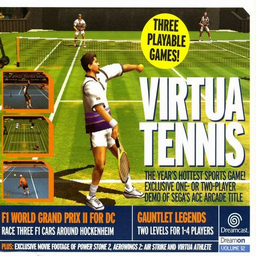 THREE
PLAYABLE
GAMES!
VIRTUA
TENNIS
THE YEAR'S HOTTEST SPORTS GAME!
EXCLUSIVE ONE- OR TWO-PLAYER
DEMO OF SEGA'S ACE ARCADE TITLE
F1 WORLD GRAND PRIX II FOR DC
RACE THREE F1 CARS AROUND HOCKENHEIM
GAUNTLET LEGENDS
TWO LEVELS FOR 1-4 PLAYERS
Dreamcast
DreamOn
VOLUME 12
PLUS: EXCLUSIVE MOVIE FOOTAGE OF POWER STONE 2, AEROWINGS 2: AIR STRIKE AND VIRTUA ATHLETE